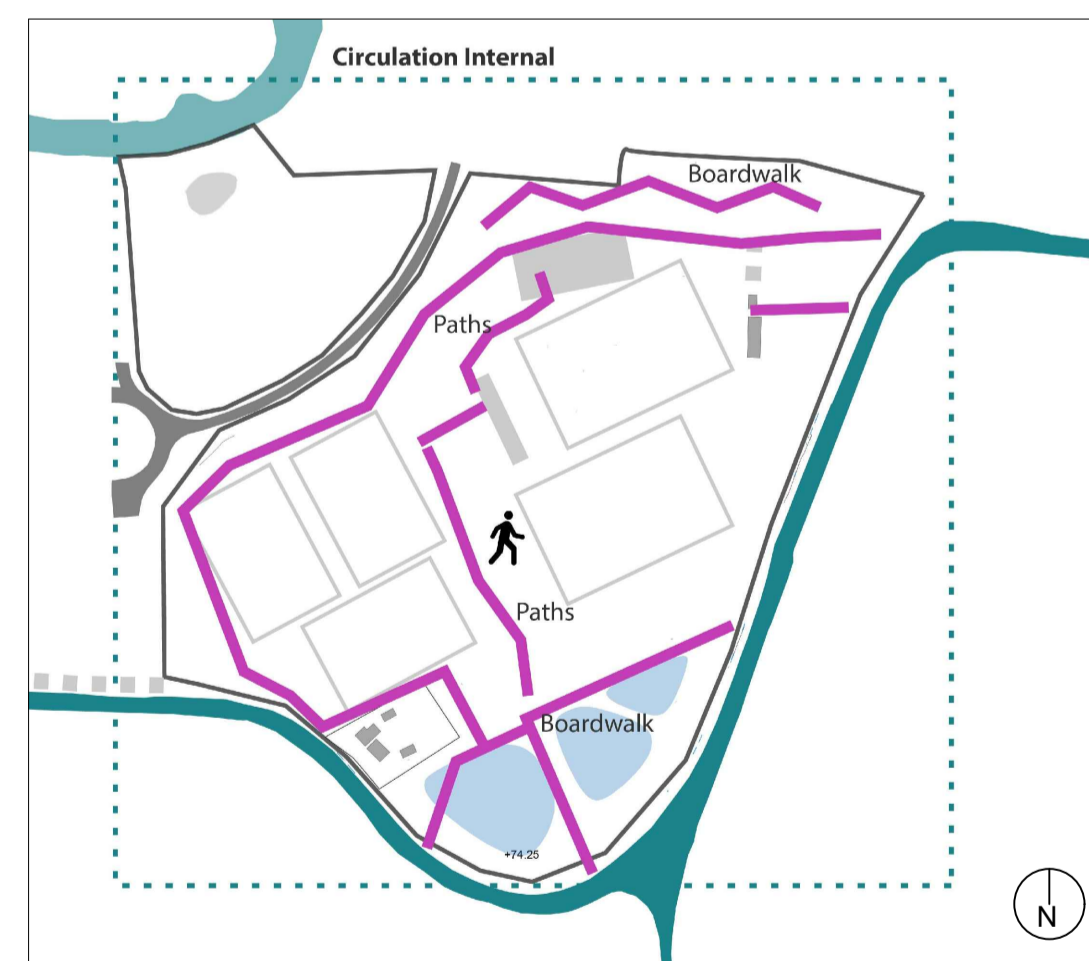 Circulation Internal
Boardwalk
Paths
Paths
Boardwalk
+74.25
N